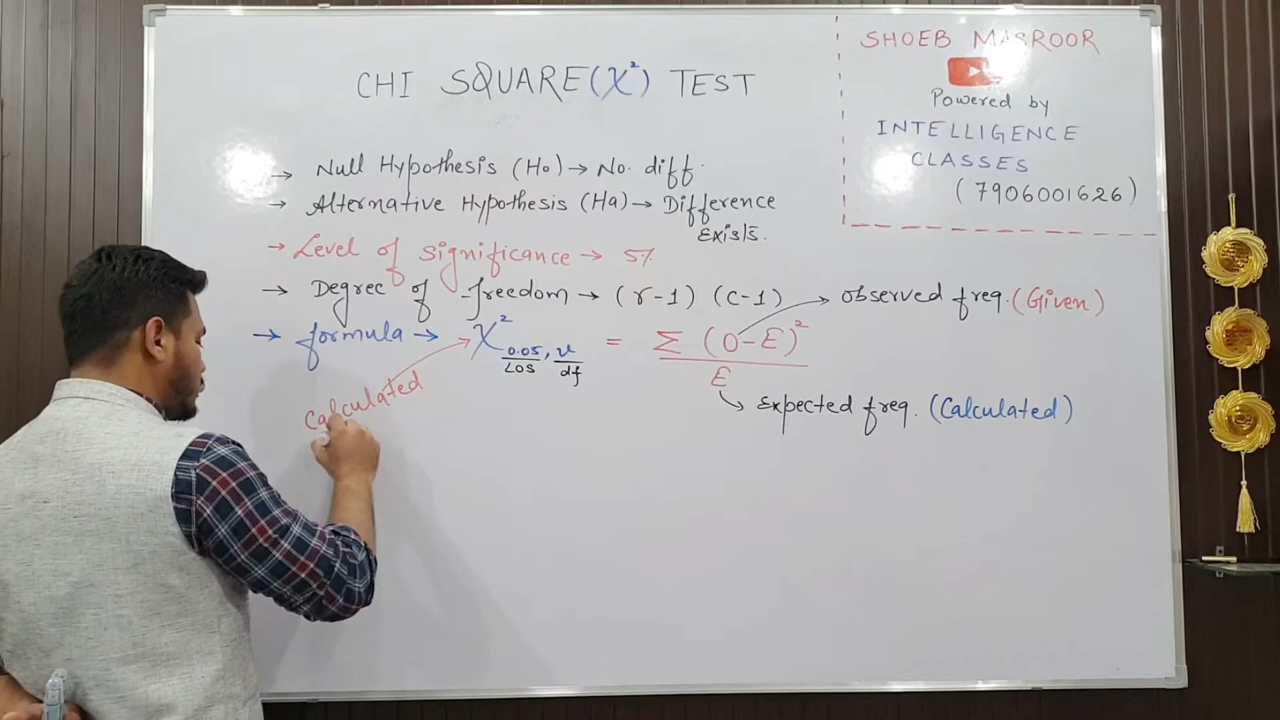 CHI SQUARE (χ²) TEST
SHOEB MASROOR
Powered by
INTELLIGENCE
CLASSES
(7906001626)
→ Null Hypothesis (Ho) → No. diff.
→ Alternative Hypothesis (Ha) → Difference
Exists.
→ Level of significance → 5%
→ Degree of freedom → (r-1) (c-1)
→ observed freq. (Given)
→ formula → χ² 0.05, ν = Σ (O-E)²
LOS df E
Calculated
Expected freq. (Calculated)